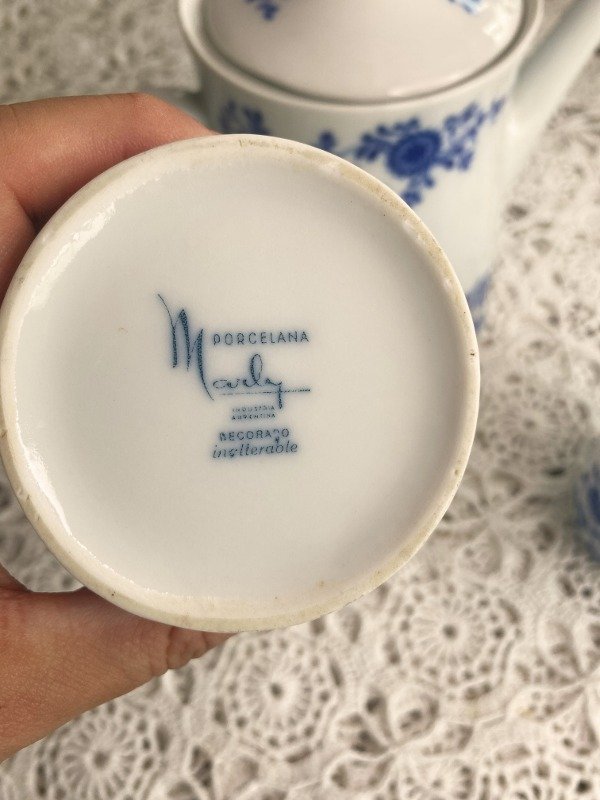 PORCELANA
Marly
INDUSTRIA
ARGENTINA
DECORADO
inalterable